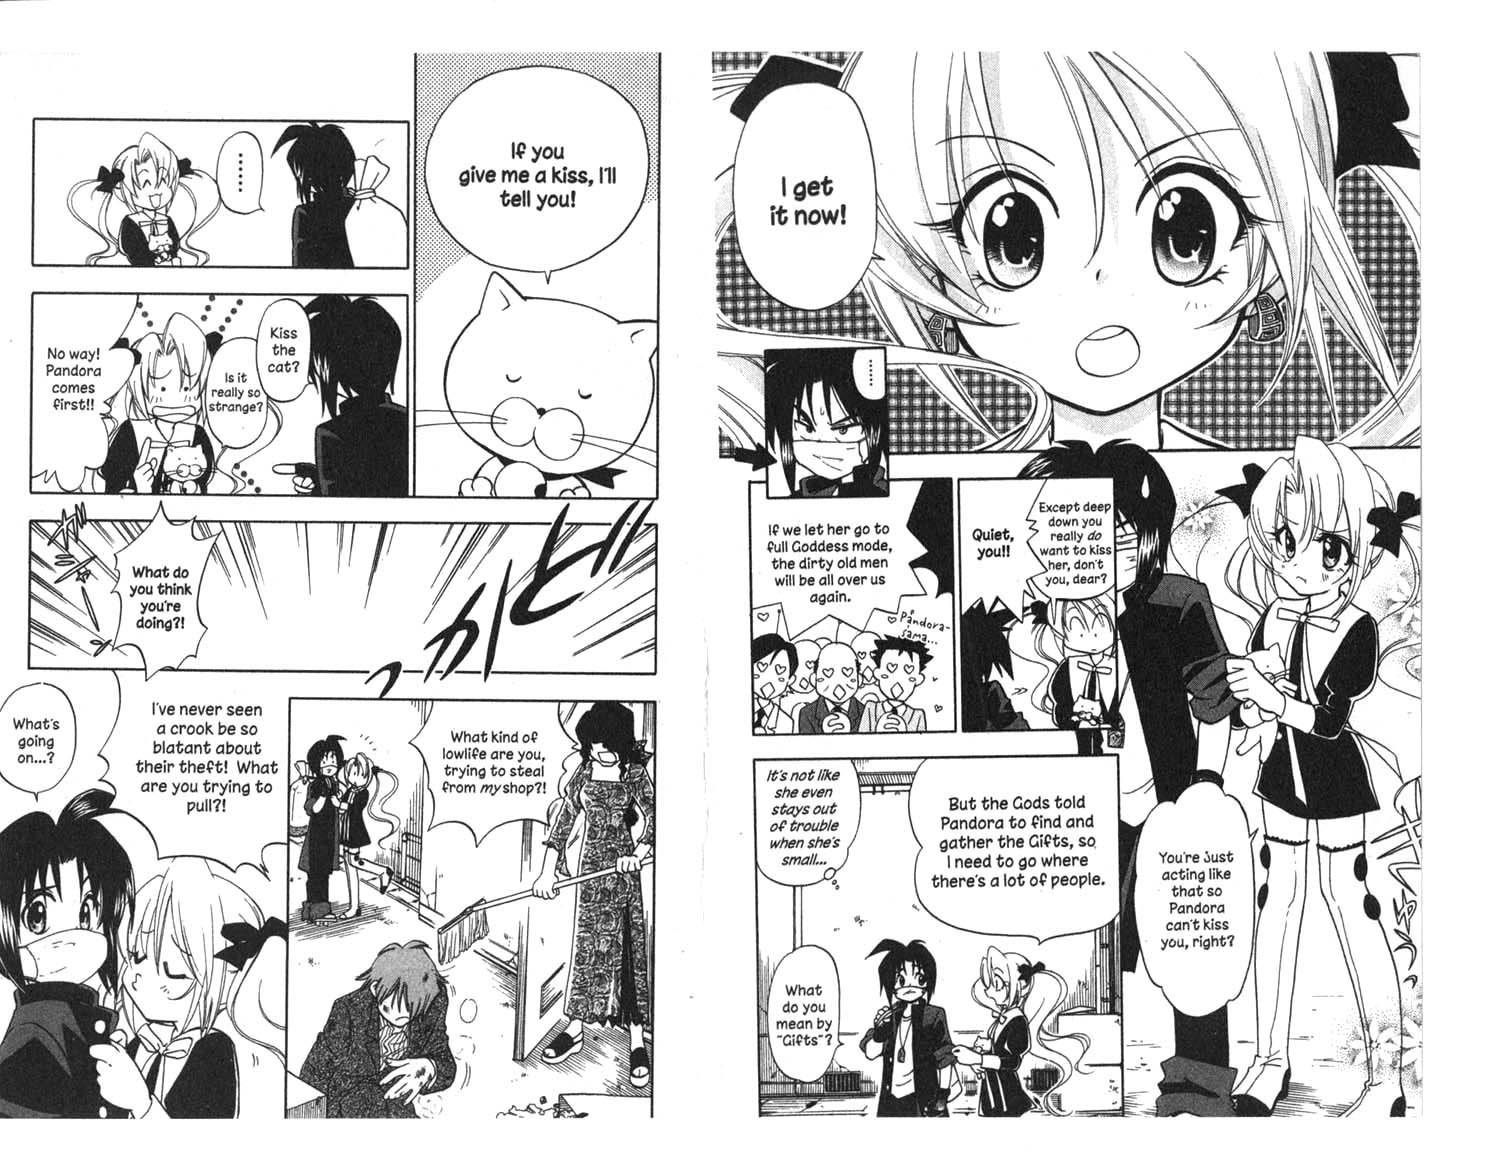 I get
it now!
......
Except deep
down you
really do
want to kiss
her, don't
you, dear?
Quiet,
you!!
If we let her go to
full Goddess mode,
the dirty old men
will be all over us
again.
♡ Pandora-
sama...
You're just
acting like
that so
Pandora
can't kiss
you, right?
But the Gods told
Pandora to find and
gather the Gifts, so
I need to go where
there's a lot of people.
It's not like
she even
stays out
of trouble
when she's
small...
What
do you
mean by
"Gifts"?
If you
give me a kiss, I'll
tell you!
......
Kiss
the
cat?
Is it
really so
strange?
No way!
Pandora
comes
first!!
What do
you think
you're
doing?!
What kind of
lowlife are you,
trying to steal
from my shop?!
I've never seen
a crook be so
blatant about
their theft! What
are you trying to
pull?!
What's
going
on...?